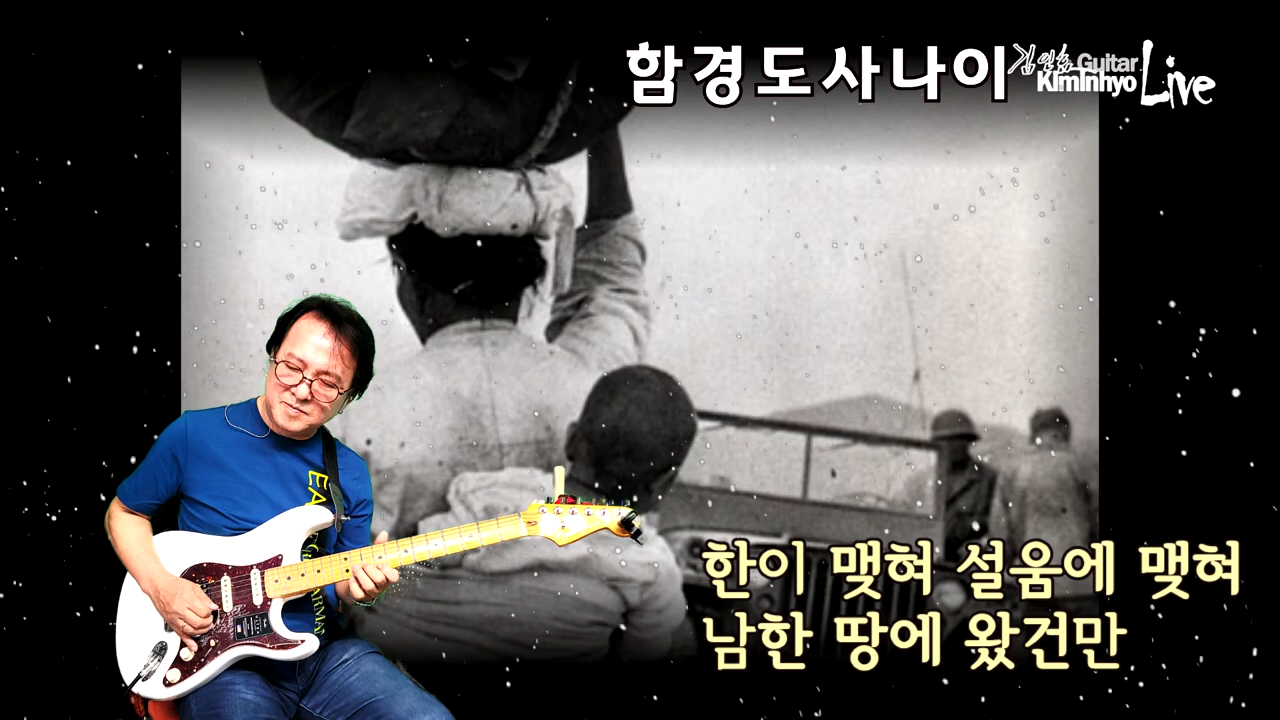 함경도사나이
김인효 Guitar
KimInhyo Live
한이 맺혀 설움에 맺혀
남한 땅에 왔건만